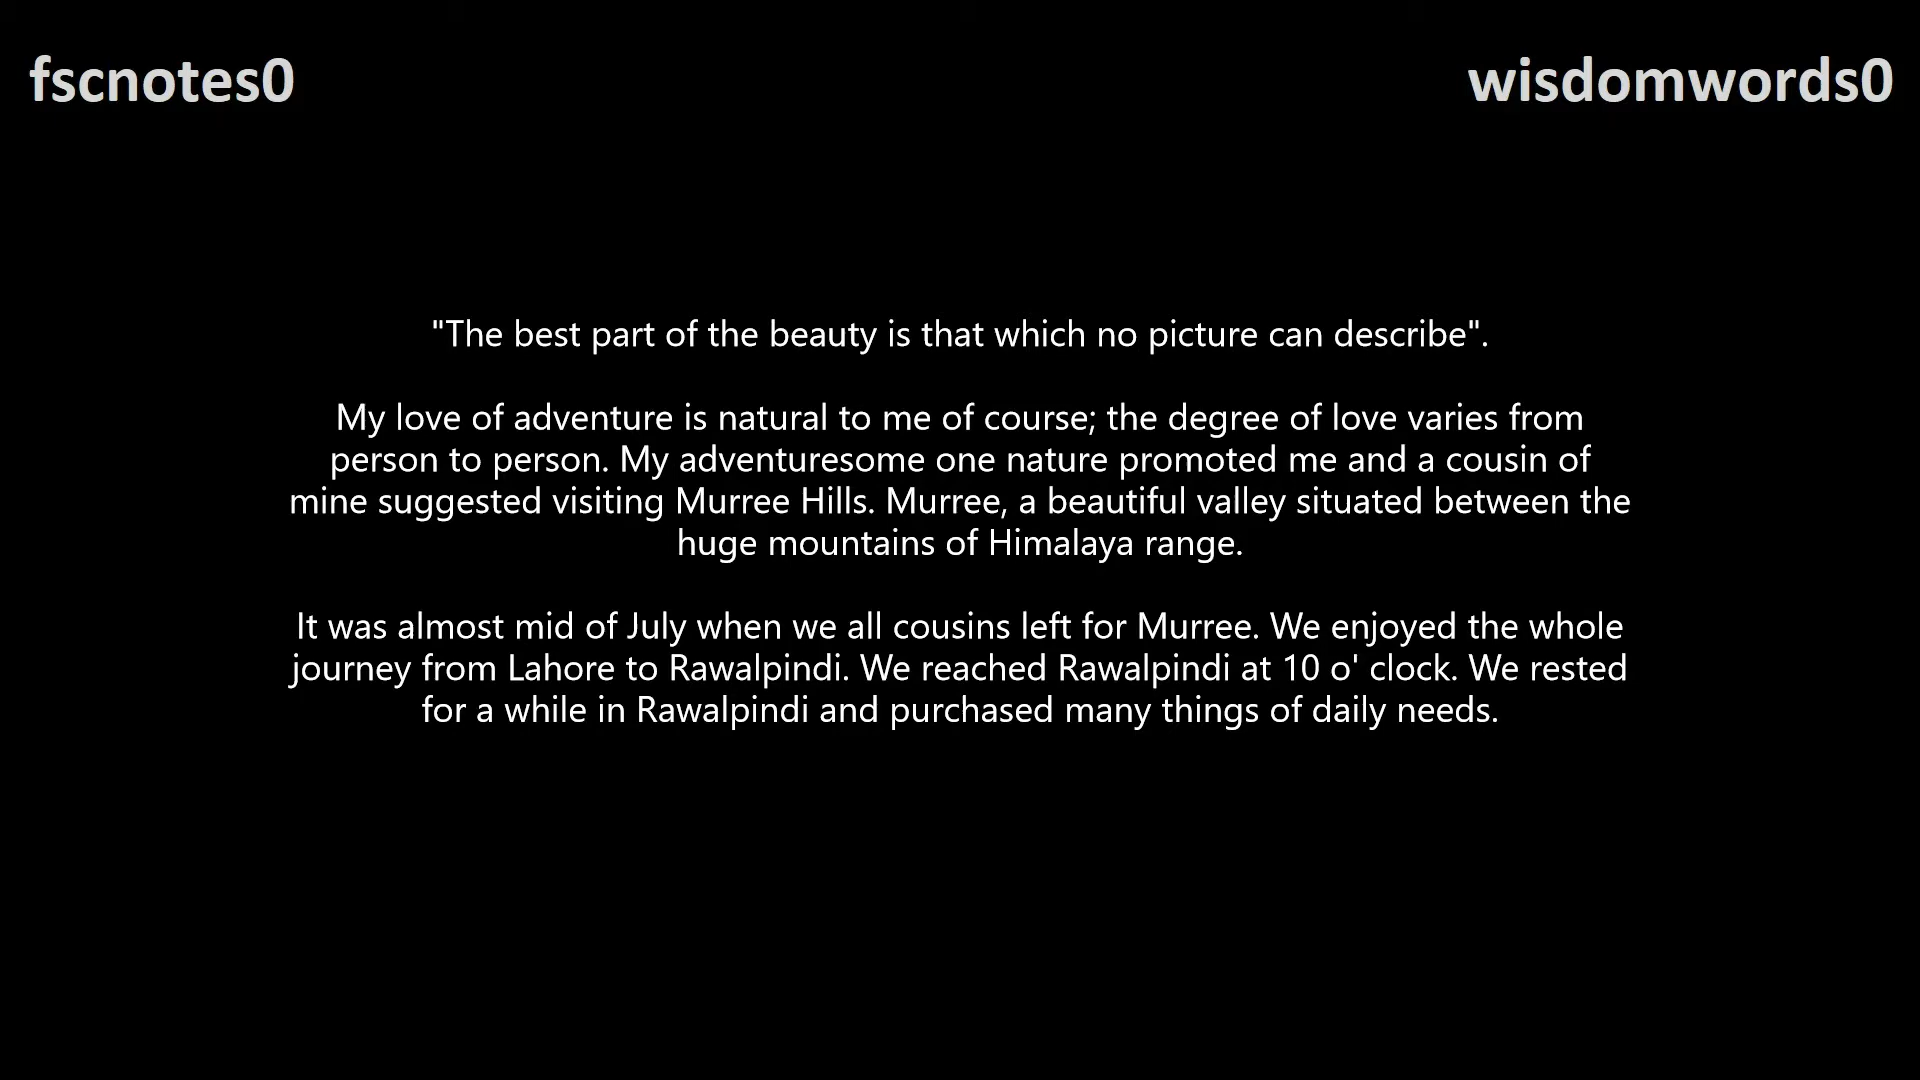 fscnotes0
wisdomwords0
"The best part of the beauty is that which no picture can describe".
My love of adventure is natural to me of course; the degree of love varies from
person to person. My adventuresome one nature promoted me and a cousin of
mine suggested visiting Murree Hills. Murree, a beautiful valley situated between the
huge mountains of Himalaya range.
It was almost mid of July when we all cousins left for Murree. We enjoyed the whole
journey from Lahore to Rawalpindi. We reached Rawalpindi at 10 o' clock. We rested
for a while in Rawalpindi and purchased many things of daily needs.